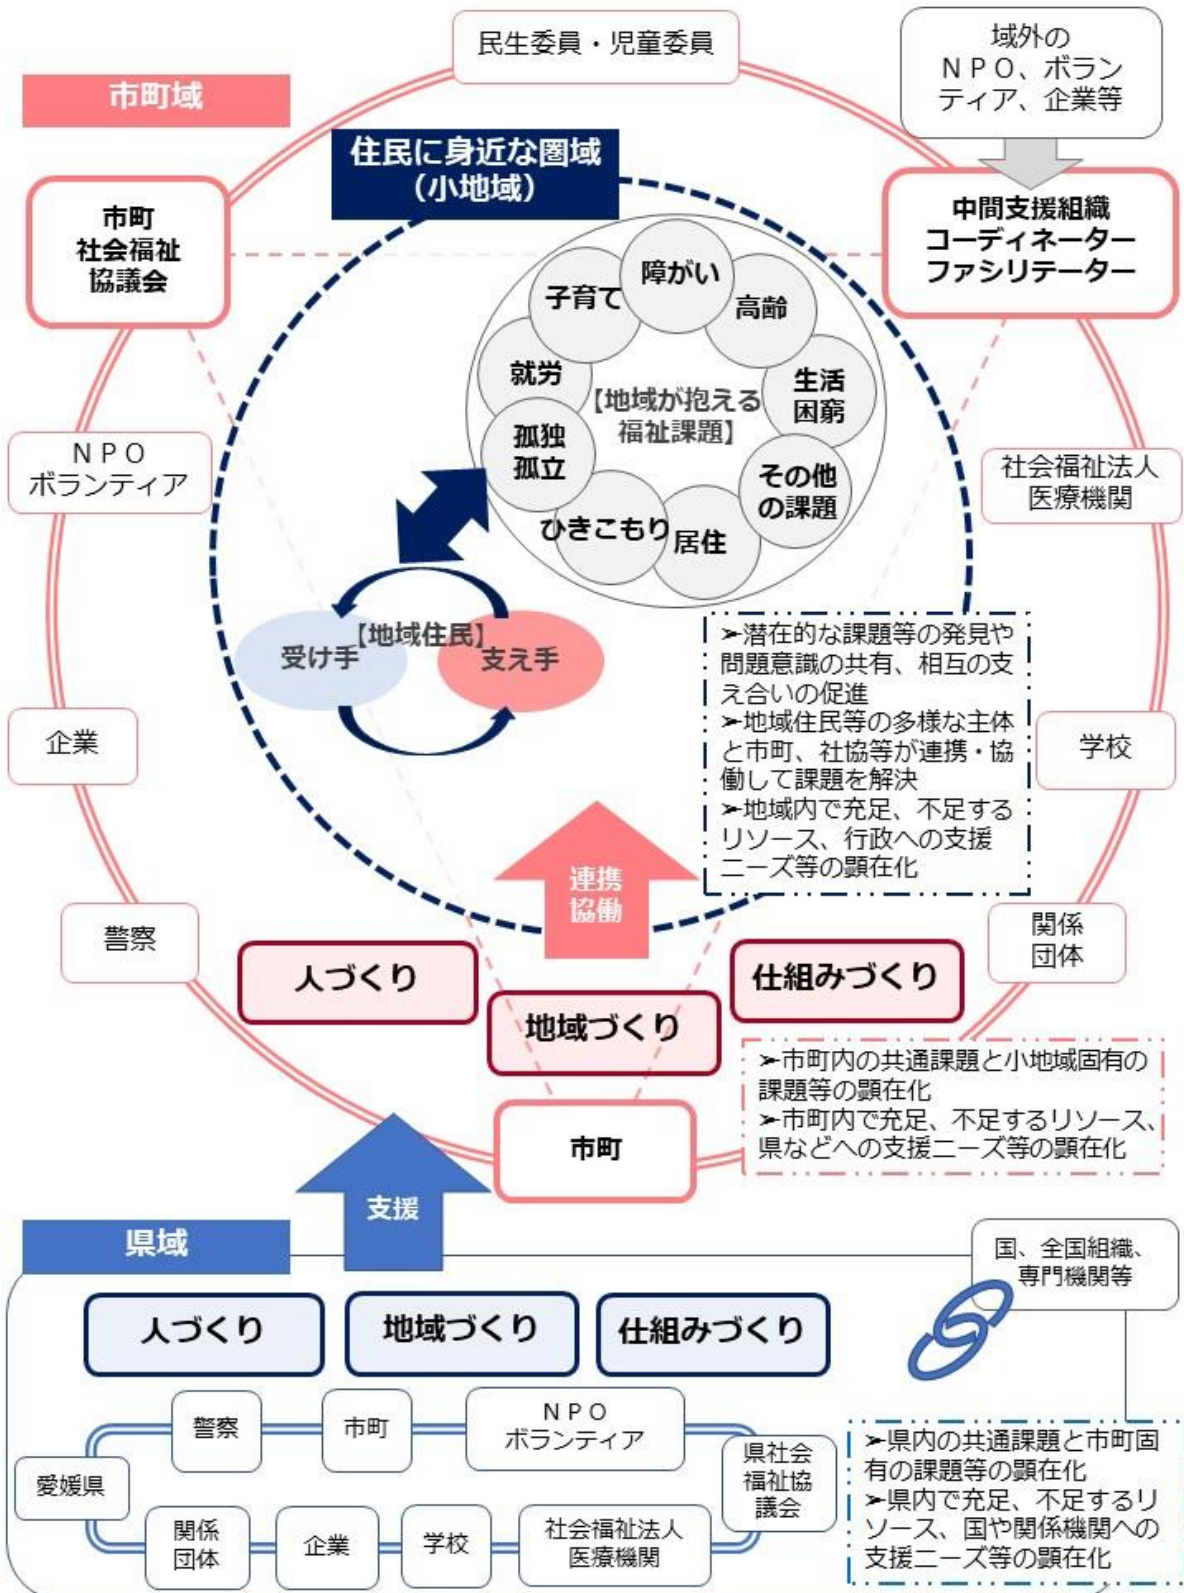 民生委員・児童委員
域外の
ＮＰＯ、ボラン
ティア、企業等
市町域
住民に身近な圏域
（小地域）
市町
社会福祉
協議会
中間支援組織
コーディネーター
ファシリテーター
障がい
子育て
高齢
就労
生活
困窮
【地域が抱える
福祉課題】
孤独
孤立
その他
の課題
ひきこもり
居住
ＮＰＯ
ボランティア
社会福祉法人
医療機関
【地域住民】
受け手
支え手
➢潜在的な課題等の発見や
問題意識の共有、相互の支
え合いの促進
➢地域住民等の多様な主体
と市町、社協等が連携・協
働して課題を解決
➢地域内で充足、不足する
リソース、行政への支援
ニーズ等の顕在化
企業
学校
連携
協働
警察
関係
団体
人づくり
地域づくり
仕組みづくり
➢市町内の共通課題と小地域固有の
課題等の顕在化
➢市町内で充足、不足するリソース、
県などへの支援ニーズ等の顕在化
市町
支援
県域
国、全国組織、
専門機関等
人づくり
地域づくり
仕組みづくり
警察
市町
ＮＰＯ
ボランティア
愛媛県
県社会
福祉協
議会
関係
団体
企業
学校
社会福祉法人
医療機関
➢県内の共通課題と市町固
有の課題等の顕在化
➢県内で充足、不足するリ
ソース、国や関係機関への
支援ニーズ等の顕在化